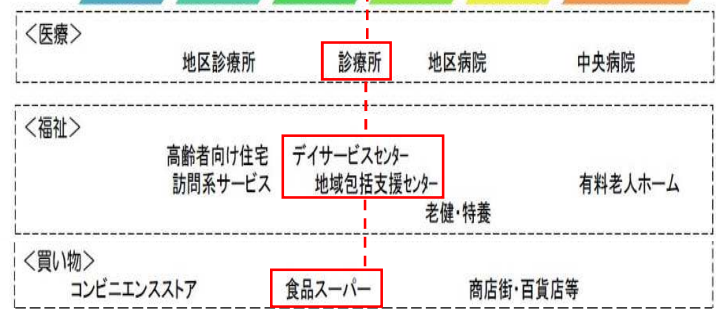 ＜医療＞
地区診療所 診療所 地区病院 中央病院
＜福祉＞
高齢者向け住宅 デイサービスセンター
訪問系サービス 地域包括支援センター 有料老人ホーム
老健・特養
＜買い物＞
コンビニエンスストア 食品スーパー 商店街・百貨店等